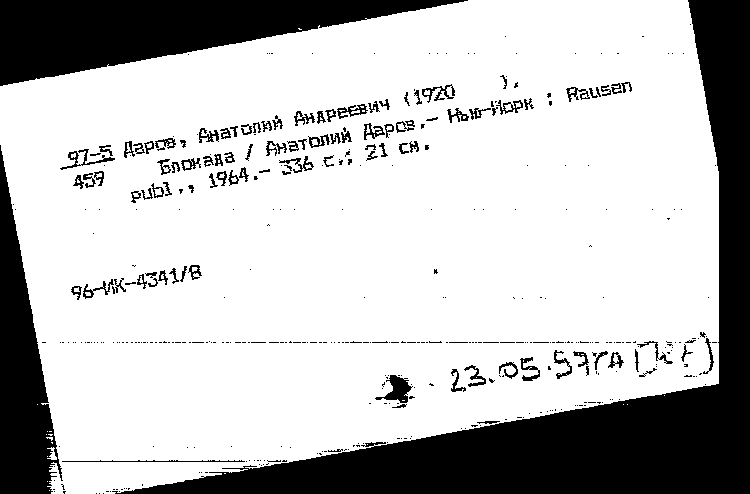 97-5 Даров, Анатолий Андреевич (1920 ).
459 Блокада / Анатолий Даров.- Нью-Йорк : Rausen
publ., 1964.- 336 с.; 21 см.
96-ИК-4341/В
23.05.97